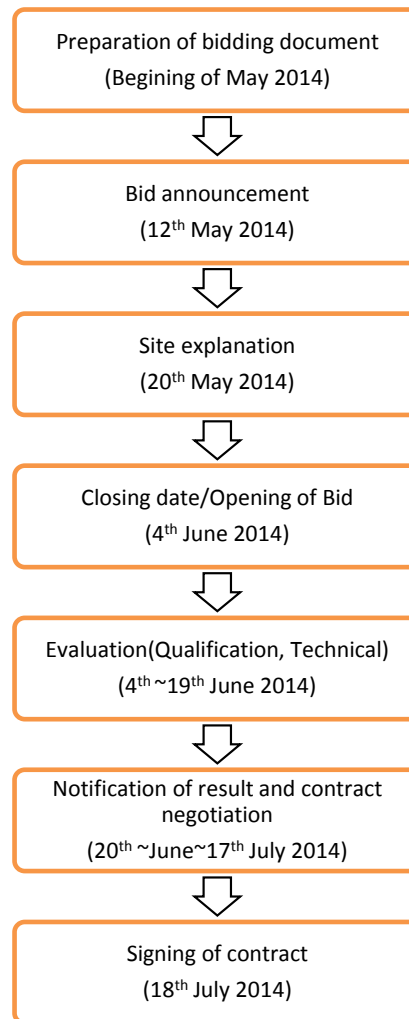 Preparation of bidding document
(Begining of May 2014)
Bid announcement
(12th May 2014)
Site explanation
(20th May 2014)
Closing date/Opening of Bid
(4th June 2014)
Evaluation(Qualification, Technical)
(4th ~19th June 2014)
Notification of result and contract
negotiation
(20th ~June~17th July 2014)
Signing of contract
(18th July 2014)